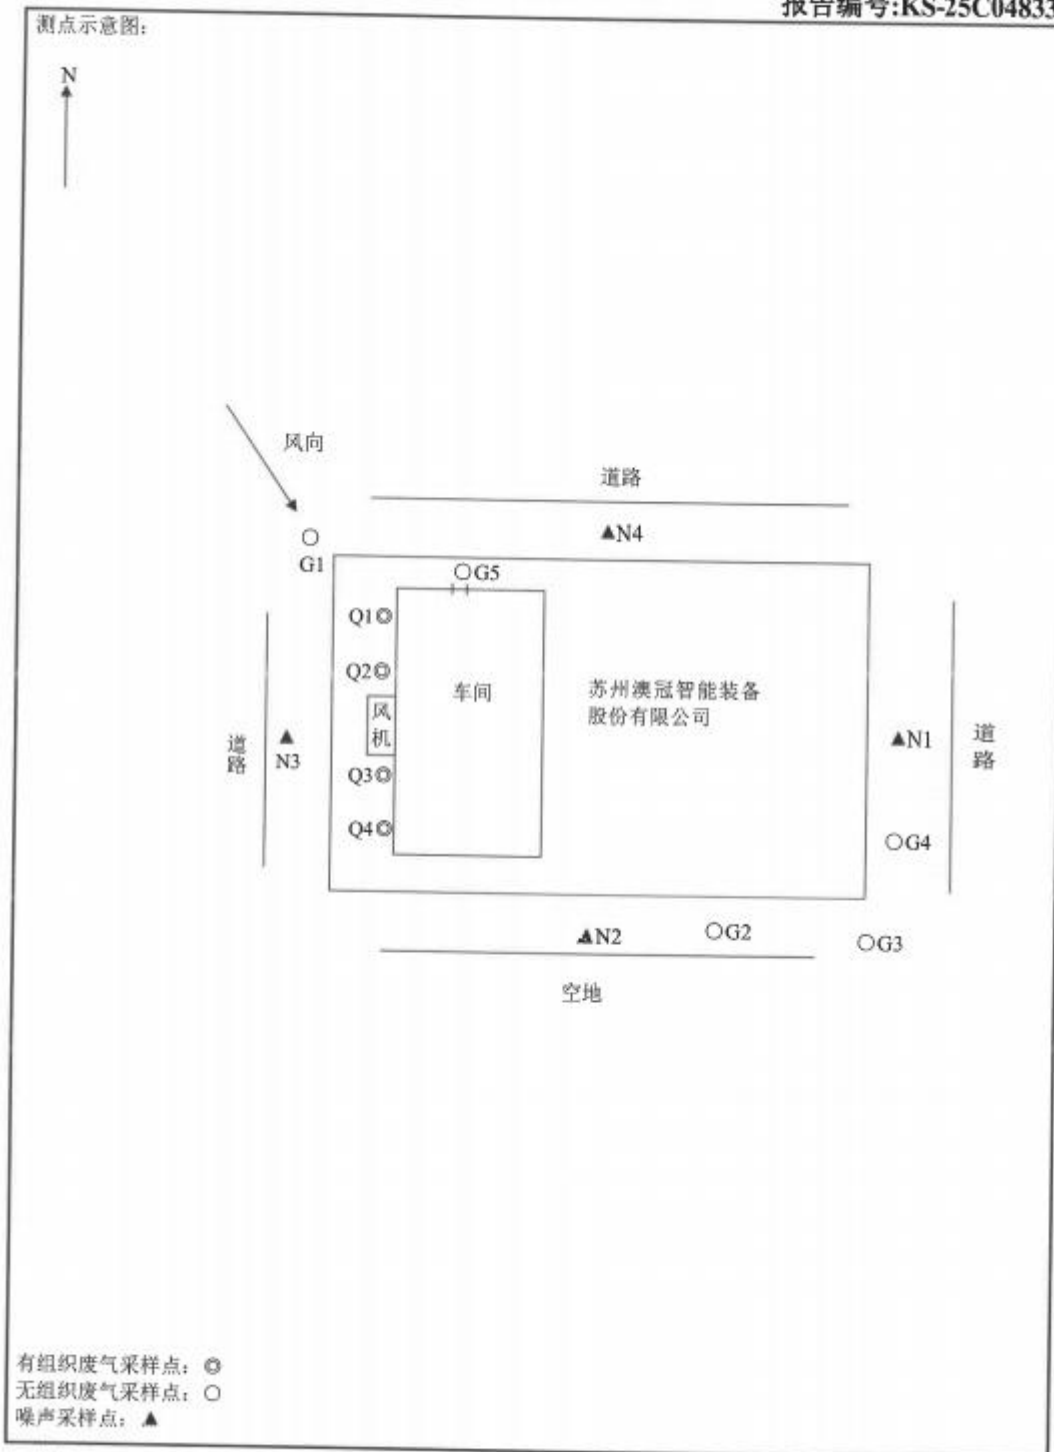 报告编号:KS-25C04833
测点示意图：
N
风向
道路
▲N4
○
G1
○G5
Q1◎
Q2◎
车间
苏州澳冠智能装备
股份有限公司
风
机
道
路
▲
N3
▲N1
道
路
Q3◎
Q4◎
○G4
▲N2
○G2
○G3
空地
有组织废气采样点：◎
无组织废气采样点：○
噪声采样点：▲